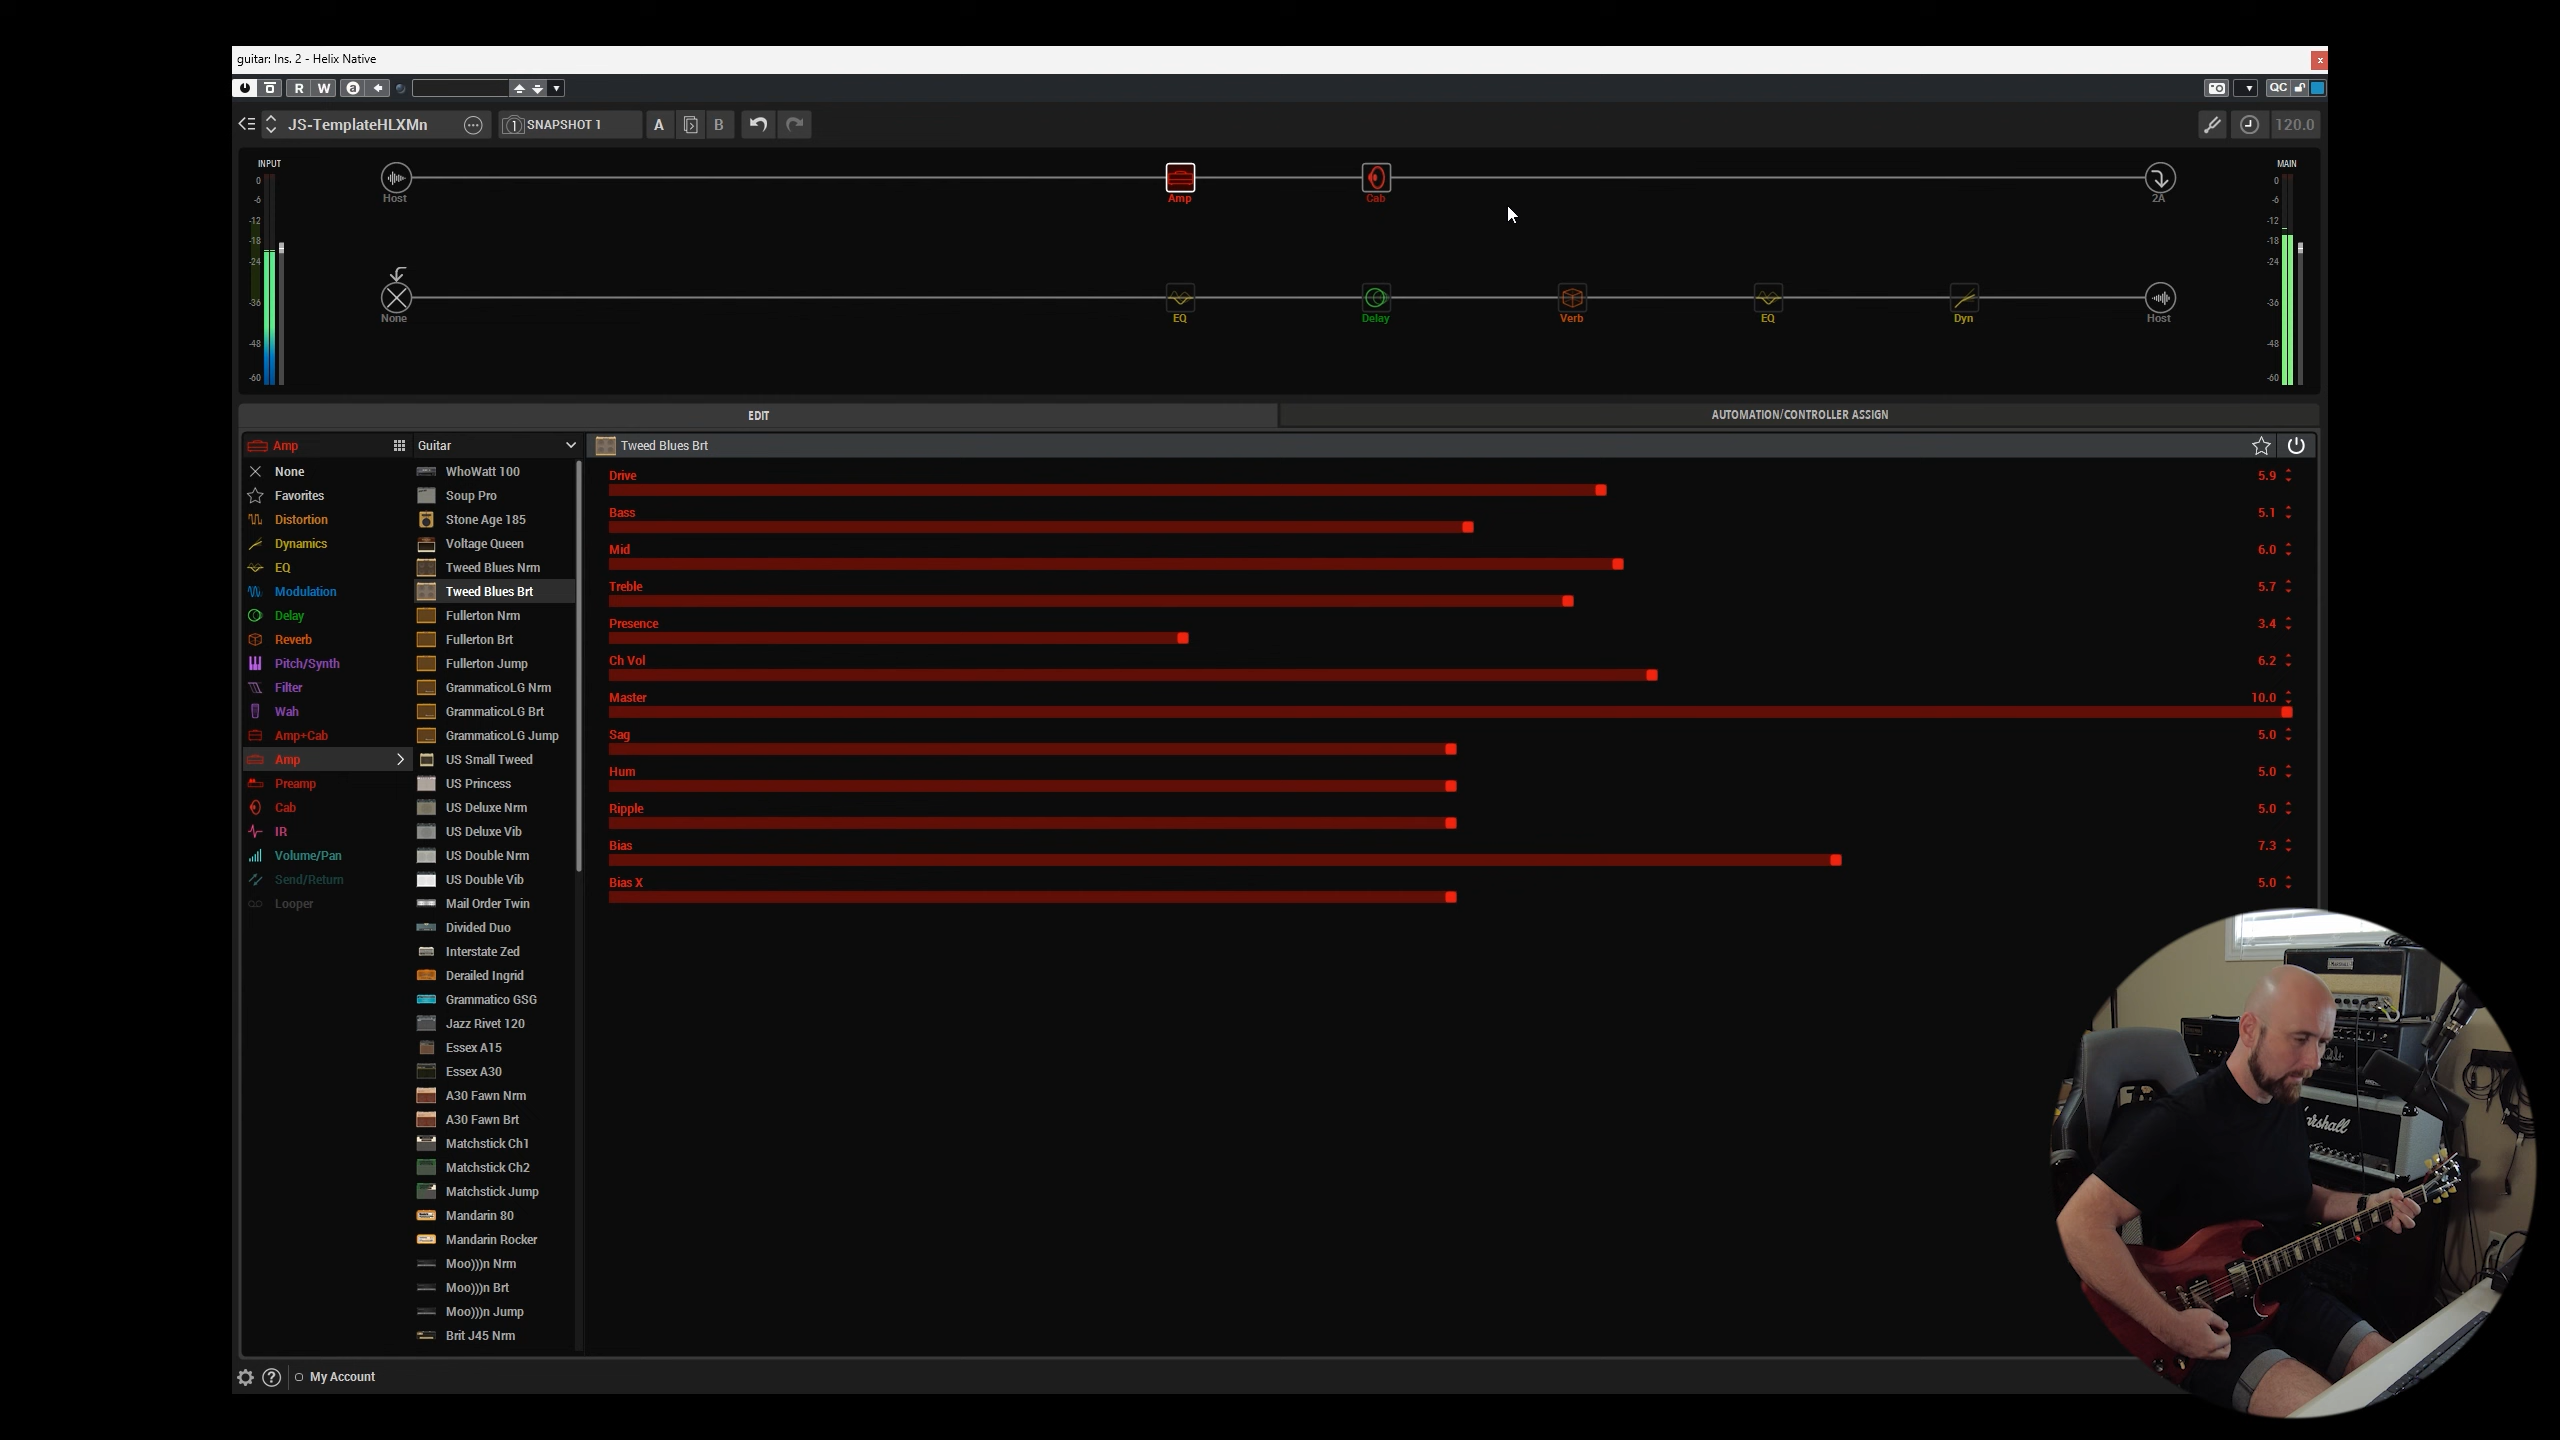 guitar: Ins. 2 - Helix Native
x
R W a QC
JS-TemplateHLXMn 1 SNAPSHOT 1 A B 120.0
INPUT MAIN
0
-6
-12
-18
-24
-36
-48
-60
Host Amp Cab 2A
0
-6
-12
-18
-24
-36
-48
-60
None EQ Delay Verb EQ Dyn Host
EDIT AUTOMATION/CONTROLLER ASSIGN
Amp Guitar Tweed Blues Brt
None
Favorites
Distortion
Dynamics
EQ
Modulation
Delay
Reverb
Pitch/Synth
Filter
Wah
Amp+Cab
Amp
Preamp
Cab
IR
Volume/Pan
Send/Return
Looper
WhoWatt 100
Soup Pro
Stone Age 185
Voltage Queen
Tweed Blues Nrm
Tweed Blues Brt
Fullerton Nrm
Fullerton Brt
Fullerton Jump
GrammaticoLG Nrm
GrammaticoLG Brt
GrammaticoLG Jump
US Small Tweed
US Princess
US Deluxe Nrm
US Deluxe Vib
US Double Nrm
US Double Vib
Mail Order Twin
Divided Duo
Interstate Zed
Derailed Ingrid
Grammatico GSG
Jazz Rivet 120
Essex A15
Essex A30
A30 Fawn Nrm
A30 Fawn Brt
Matchstick Ch1
Matchstick Ch2
Matchstick Jump
Mandarin 80
Mandarin Rocker
Moo)))n Nrm
Moo)))n Brt
Moo)))n Jump
Brit J45 Nrm
Drive 5.9
Bass 5.1
Mid 6.0
Treble 5.7
Presence 3.4
Ch Vol 6.2
Master 10.0
Sag 5.0
Hum 5.0
Ripple 5.0
Bias 7.3
Bias X 5.0
? My Account